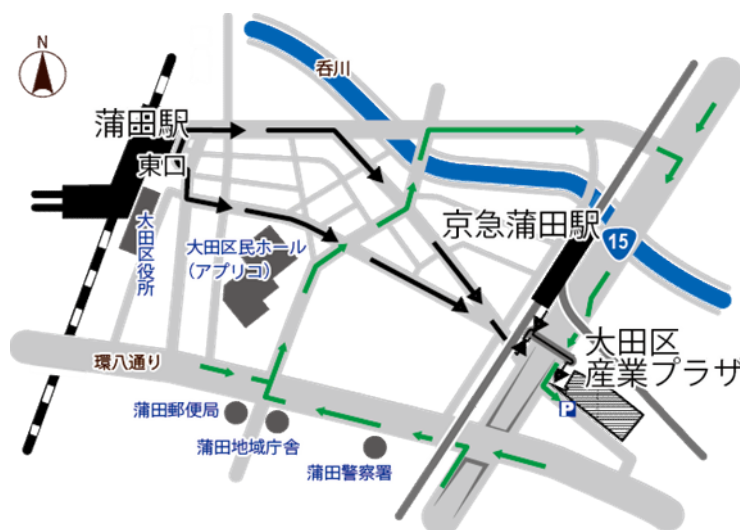 N
呑川
蒲田駅
東口
京急蒲田駅
15
大田区役所
大田区民ホール
（アプリコ）
大田区
産業プラザ
環八通り
P
蒲田郵便局
蒲田地域庁舎
蒲田警察署